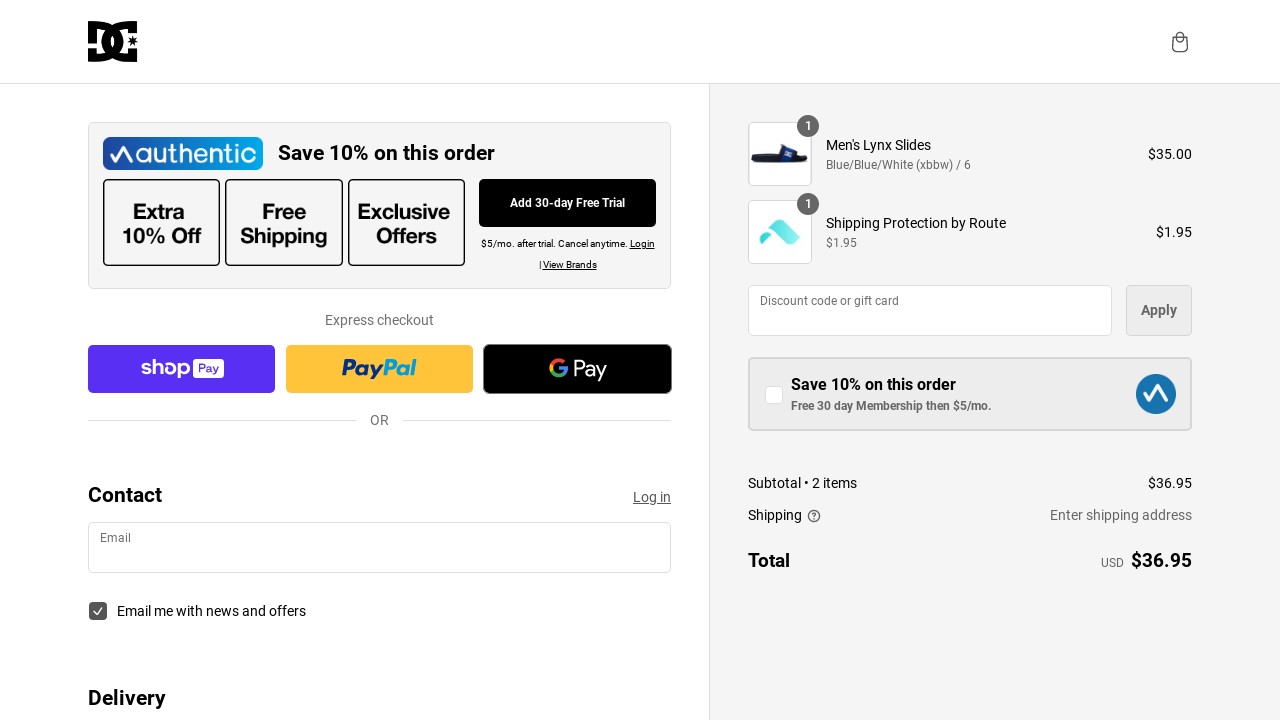 DC
authentic
Save 10% on this order
Extra
10% Off
Free
Shipping
Exclusive
Offers
Add 30-day Free Trial
$5/mo. after trial. Cancel anytime. Login
| View Brands
Express checkout
shop Pay
PayPal
G Pay
OR
Contact
Log in
Email
Email me with news and offers
Delivery
1
Men's Lynx Slides
Blue/Blue/White (xbbw) / 6
$35.00
1
Shipping Protection by Route
$1.95
$1.95
Discount code or gift card
Apply
Save 10% on this order
Free 30 day Membership then $5/mo.
Subtotal • 2 items
$36.95
Shipping
Enter shipping address
Total
USD $36.95